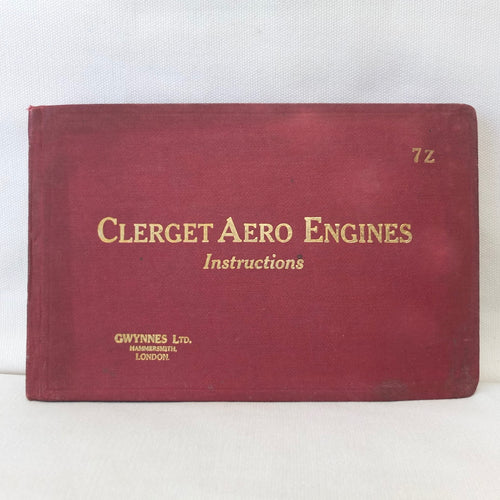 7Z
CLERGET AERO ENGINES
Instructions
GWYNNES LTD.
HAMMERSMITH,
LONDON.